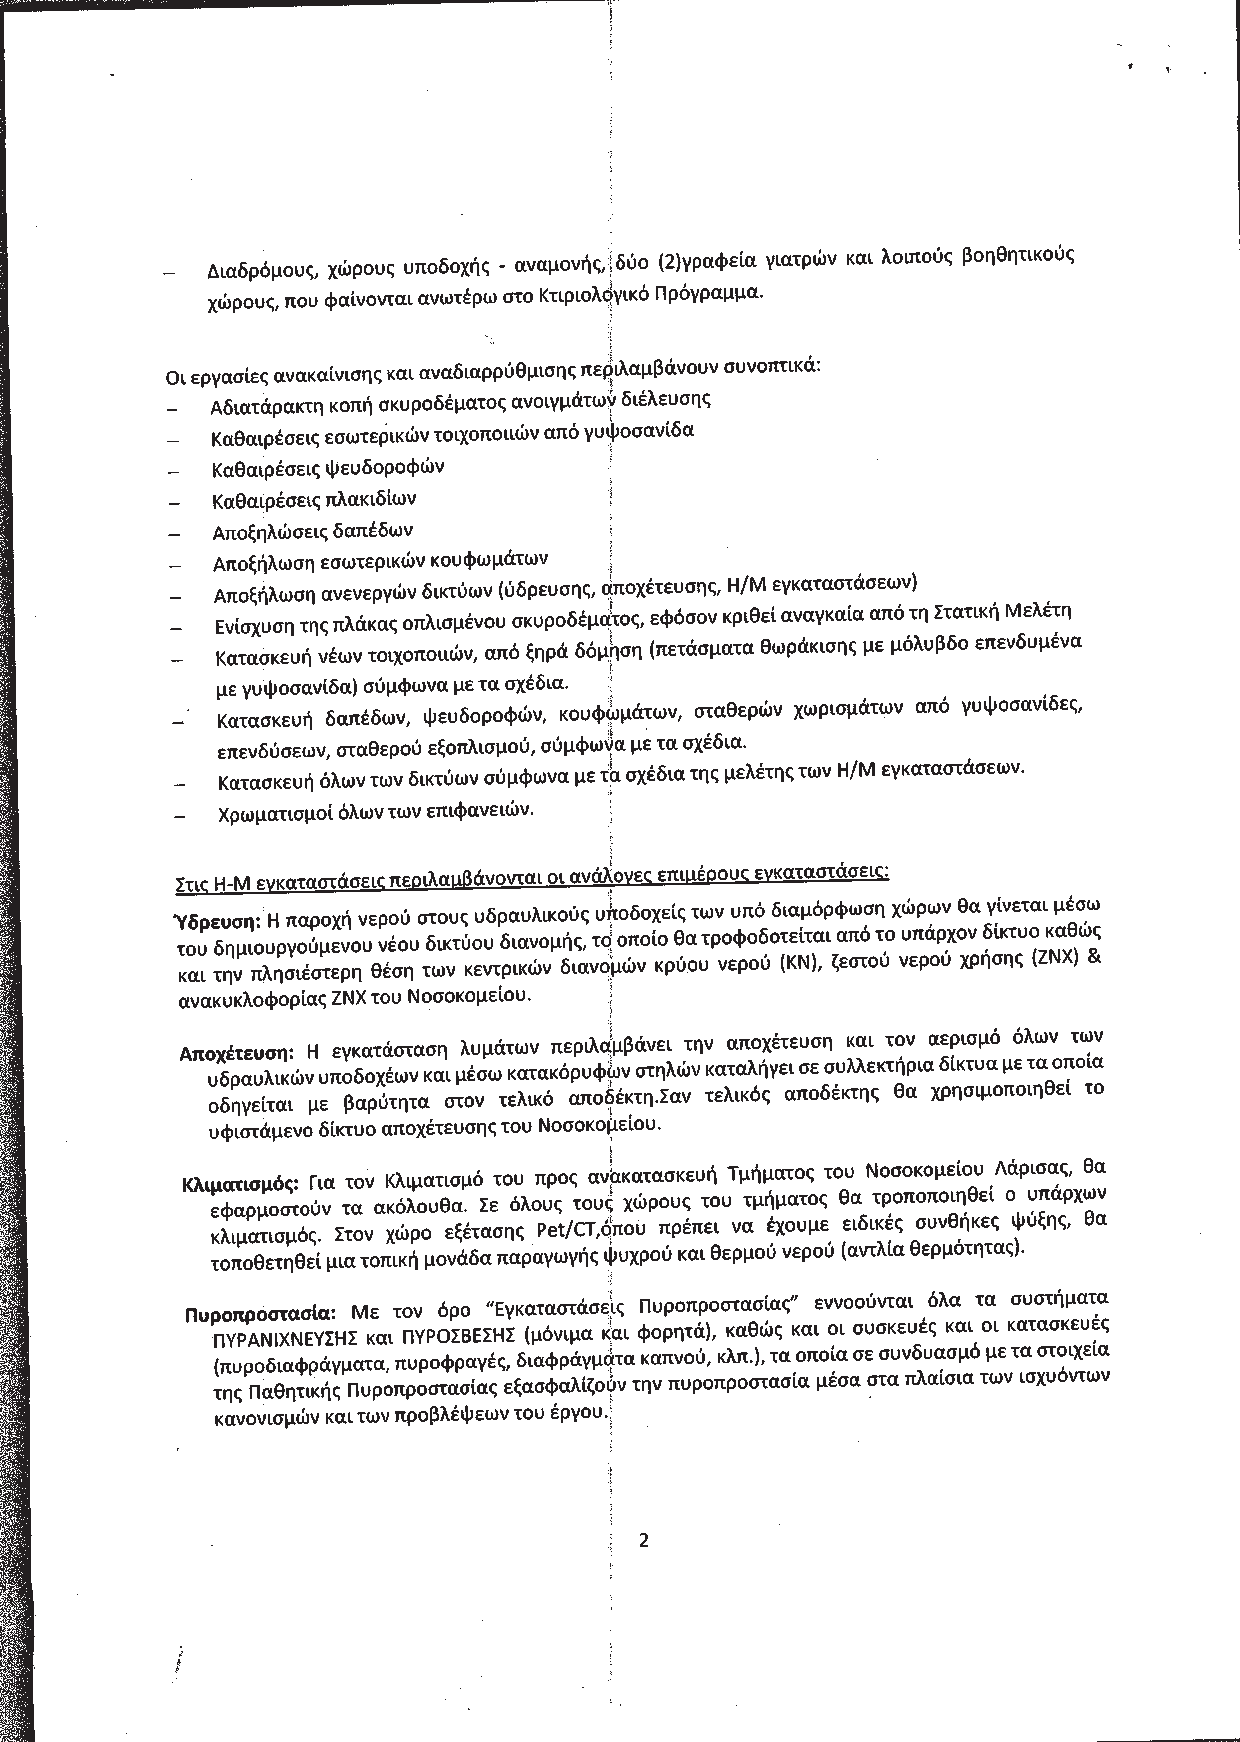 – Διαδρόμους, χώρους υποδοχής - αναμονής, δύο (2)γραφεία γιατρών και λοιπούς βοηθητικούς
χώρους, που φαίνονται ανωτέρω στο Κτιριολογικό Πρόγραμμα.
Οι εργασίες ανακαίνισης και αναδιαρρύθμισης περιλαμβάνουν συνοπτικά:
– Αδιατάρακτη κοπή σκυροδέματος ανοιγμάτων διέλευσης
– Καθαιρέσεις εσωτερικών τοιχοποιιών από γυψοσανίδα
– Καθαιρέσεις ψευδοροφών
– Καθαιρέσεις πλακιδίων
– Αποξηλώσεις δαπέδων
– Αποξήλωση εσωτερικών κουφωμάτων
– Αποξήλωση ανενεργών δικτύων (ύδρευσης, αποχέτευσης, Η/Μ εγκαταστάσεων)
– Ενίσχυση της πλάκας οπλισμένου σκυροδέματος, εφόσον κριθεί αναγκαία από τη Στατική Μελέτη
– Κατασκευή νέων τοιχοποιιών, από ξηρά δόμηση (πετάσματα θωράκισης με μόλυβδο επενδυμένα
με γυψοσανίδα) σύμφωνα με τα σχέδια.
– Κατασκευή δαπέδων, ψευδοροφών, κουφωμάτων, σταθερών χωρισμάτων από γυψοσανίδες,
επενδύσεων, σταθερού εξοπλισμού, σύμφωνα με τα σχέδια.
– Κατασκευή όλων των δικτύων σύμφωνα με τα σχέδια της μελέτης των Η/Μ εγκαταστάσεων.
– Χρωματισμοί όλων των επιφανειών.
Στις Η-Μ εγκαταστάσεις περιλαμβάνονται οι ανάλογες επιμέρους εγκαταστάσεις:
Ύδρευση: Η παροχή νερού στους υδραυλικούς υποδοχείς των υπό διαμόρφωση χώρων θα γίνεται μέσω
του δημιουργούμενου νέου δικτύου διανομής, το οποίο θα τροφοδοτείται από το υπάρχον δίκτυο καθώς
και την πλησιέστερη θέση των κεντρικών διανομών κρύου νερού (ΚΝ), ζεστού νερού χρήσης (ΖΝΧ) &
ανακυκλοφορίας ΖΝΧ του Νοσοκομείου.
Αποχέτευση: Η εγκατάσταση λυμάτων περιλαμβάνει την αποχέτευση και τον αερισμό όλων των
υδραυλικών υποδοχέων και μέσω κατακόρυφων στηλών καταλήγει σε συλλεκτήρια δίκτυα με τα οποία
οδηγείται με βαρύτητα στον τελικό αποδέκτη.Σαν τελικός αποδέκτης θα χρησιμοποιηθεί το
υφιστάμενο δίκτυο αποχέτευσης του Νοσοκομείου.
Κλιματισμός: Για τον Κλιματισμό του προς ανακατασκευή Τμήματος του Νοσοκομείου Λάρισας, θα
εφαρμοστούν τα ακόλουθα. Σε όλους τους χώρους του τμήματος θα τροποποιηθεί ο υπάρχων
κλιματισμός. Στον χώρο εξέτασης Pet/CT,όπου πρέπει να έχουμε ειδικές συνθήκες ψύξης, θα
τοποθετηθεί μια τοπική μονάδα παραγωγής ψυχρού και θερμού νερού (αντλία θερμότητας).
Πυροπροστασία: Με τον όρο "Εγκαταστάσεις Πυροπροστασίας" εννοούνται όλα τα συστήματα
ΠΥΡΑΝΙΧΝΕΥΣΗΣ και ΠΥΡΟΣΒΕΣΗΣ (μόνιμα και φορητά), καθώς και οι συσκευές και οι κατασκευές
(πυροδιαφράγματα, πυροφραγές, διαφράγματα καπνού, κλπ.), τα οποία σε συνδυασμό με τα στοιχεία
της Παθητικής Πυροπροστασίας εξασφαλίζουν την πυροπροστασία μέσα στα πλαίσια των ισχυόντων
κανονισμών και των προβλέψεων του έργου.
2